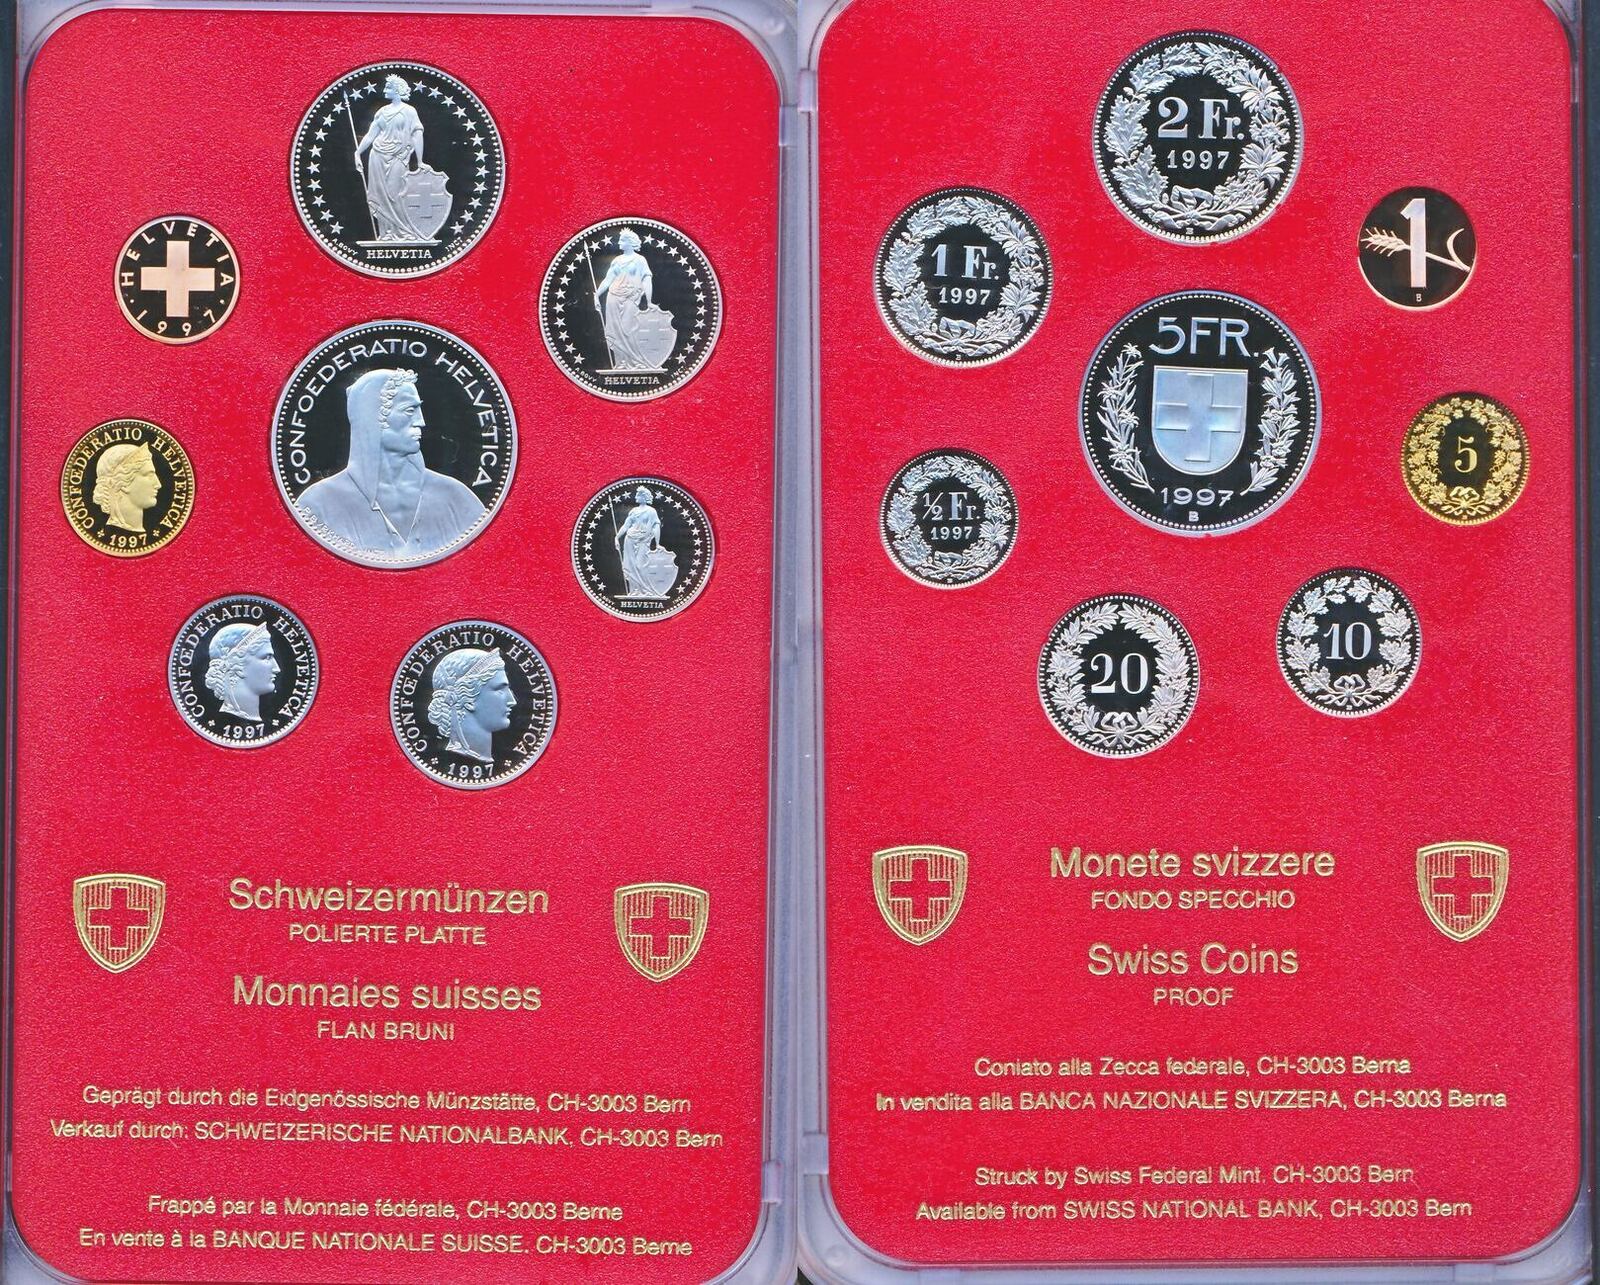 HELVETIA
HELVETIA
· 1997 ·
HELVETIA
CONFOEDERATIO HELVETICA
CONFŒDERATIO HELVETICA
* 1997 *
HELVETIA
CONFŒDERATIO HELVETICA
* 1997 *
CONFŒDERATIO HELVETICA
* 1997 *
Schweizermünzen
POLIERTE PLATTE
Monnaies suisses
FLAN BRUNI
Geprägt durch die Eidgenössische Münzstätte, CH-3003 Bern
Verkauf durch: SCHWEIZERISCHE NATIONALBANK, CH-3003 Bern
Frappé par la Monnaie fédérale, CH-3003 Berne
En vente à la BANQUE NATIONALE SUISSE. CH-3003 Berne
2 Fr.
1997
B
1 Fr.
1997
B
1
B
5FR.
1997
B
5
½ Fr.
1997
B
20
10
Monete svizzere
FONDO SPECCHIO
Swiss Coins
PROOF
Coniato alla Zecca federale, CH-3003 Berna
In vendita alla BANCA NAZIONALE SVIZZERA, CH-3003 Berna
Struck by Swiss Federal Mint. CH-3003 Bern
Available from SWISS NATIONAL BANK, CH-3003 Bern